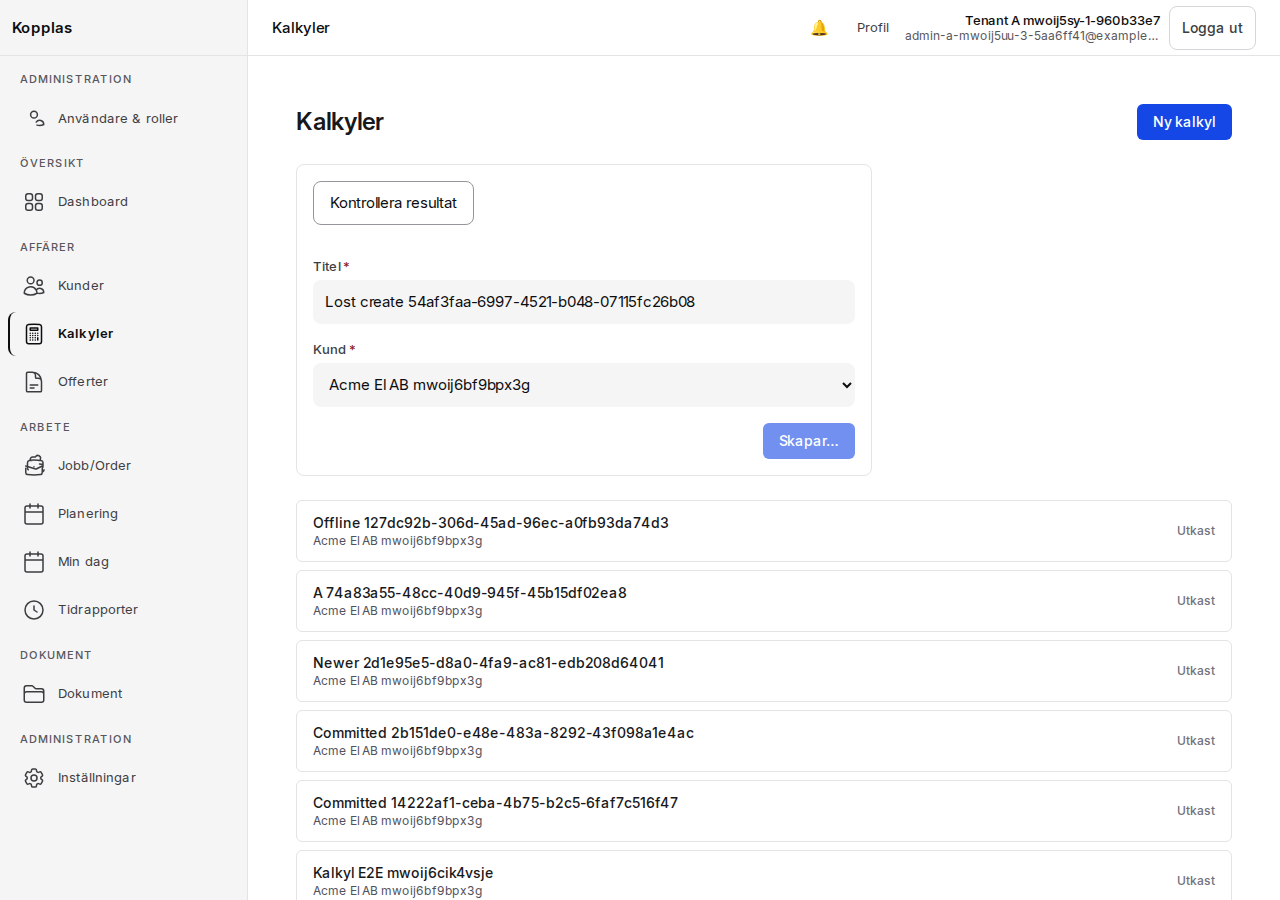 Kopplas
Kalkyler
🔔
Profil
Tenant A mwoij5sy-1-960b33e7
admin-a-mwoij5uu-3-5aa6ff41@example...
Logga ut
ADMINISTRATION
Användare & roller
ÖVERSIKT
Dashboard
AFFÄRER
Kunder
Kalkyler
Offerter
ARBETE
Jobb/Order
Planering
Min dag
Tidrapporter
DOKUMENT
Dokument
ADMINISTRATION
Inställningar
Kalkyler
Ny kalkyl
Kontrollera resultat
Titel *
Lost create 54af3faa-6997-4521-b048-07115fc26b08
Kund *
Acme El AB mwoij6bf9bpx3g
Skapar...
Offline 127dc92b-306d-45ad-96ec-a0fb93da74d3
Acme El AB mwoij6bf9bpx3g
Utkast
A 74a83a55-48cc-40d9-945f-45b15df02ea8
Acme El AB mwoij6bf9bpx3g
Utkast
Newer 2d1e95e5-d8a0-4fa9-ac81-edb208d64041
Acme El AB mwoij6bf9bpx3g
Utkast
Committed 2b151de0-e48e-483a-8292-43f098a1e4ac
Acme El AB mwoij6bf9bpx3g
Utkast
Committed 14222af1-ceba-4b75-b2c5-6faf7c516f47
Acme El AB mwoij6bf9bpx3g
Utkast
Kalkyl E2E mwoij6cik4vsje
Acme El AB mwoij6bf9bpx3g
Utkast